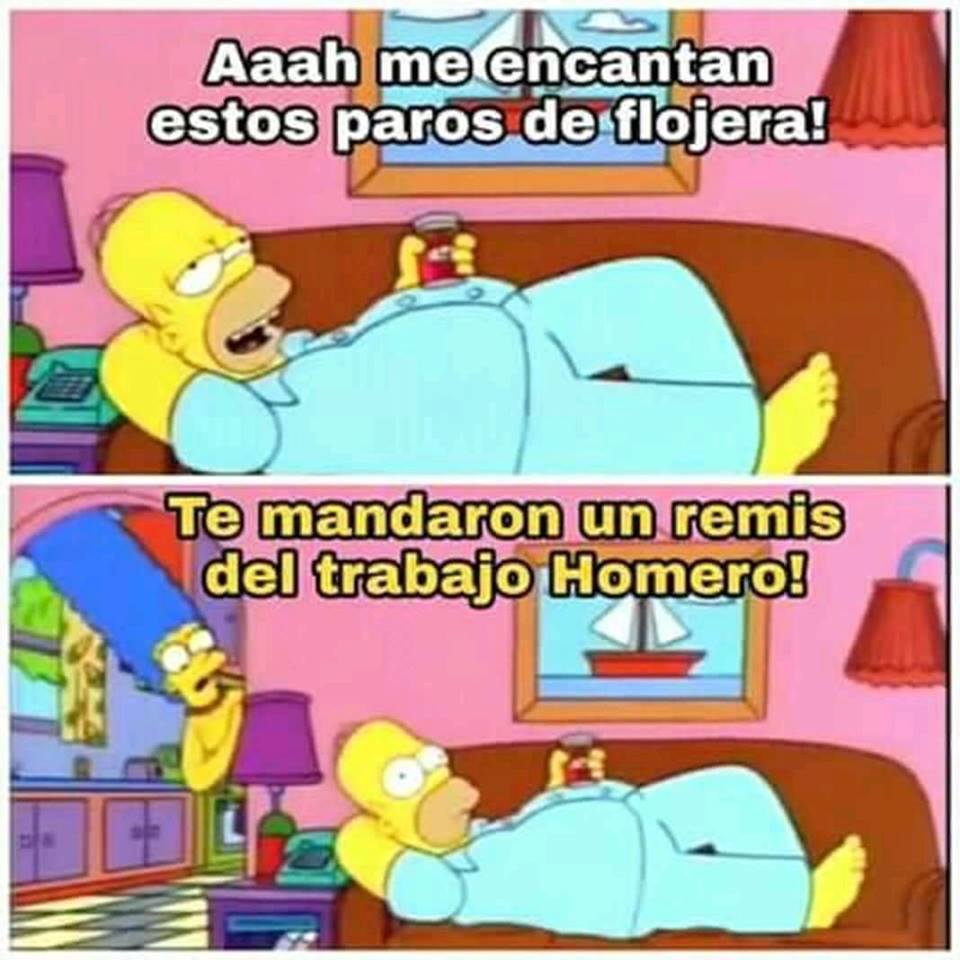 Aaah me encantan
estos paros de flojera!
Te mandaron un remis
del trabajo Homero!